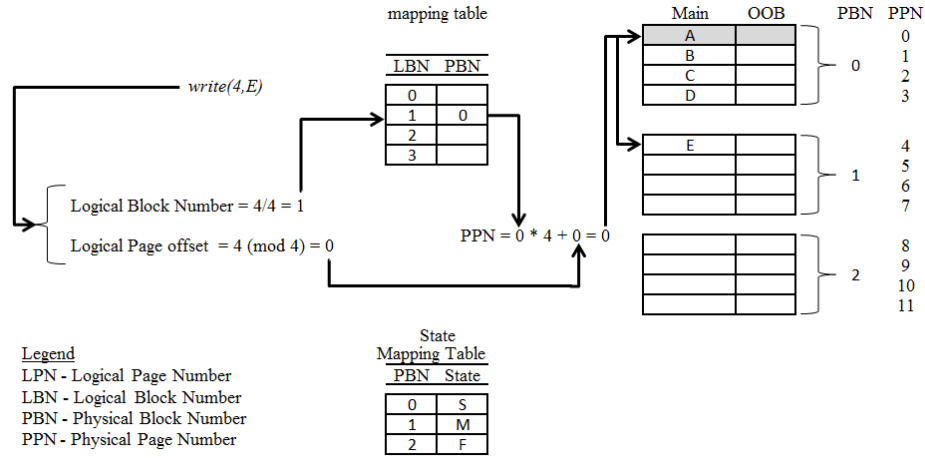 mapping table
Main OOB PBN PPN
A 0
B 1
C 0 2
D 3
LBN PBN
write(4,E)
0
1 0
2
3
E 4
5
1 6
7
Logical Block Number = 4/4 = 1
Logical Page offset = 4 (mod 4) = 0
PPN = 0 * 4 + 0 = 0
8
9
2 10
11
State
Mapping Table
PBN State
0 S
1 M
2 F
Legend
LPN - Logical Page Number
LBN - Logical Block Number
PBN - Physical Block Number
PPN - Physical Page Number